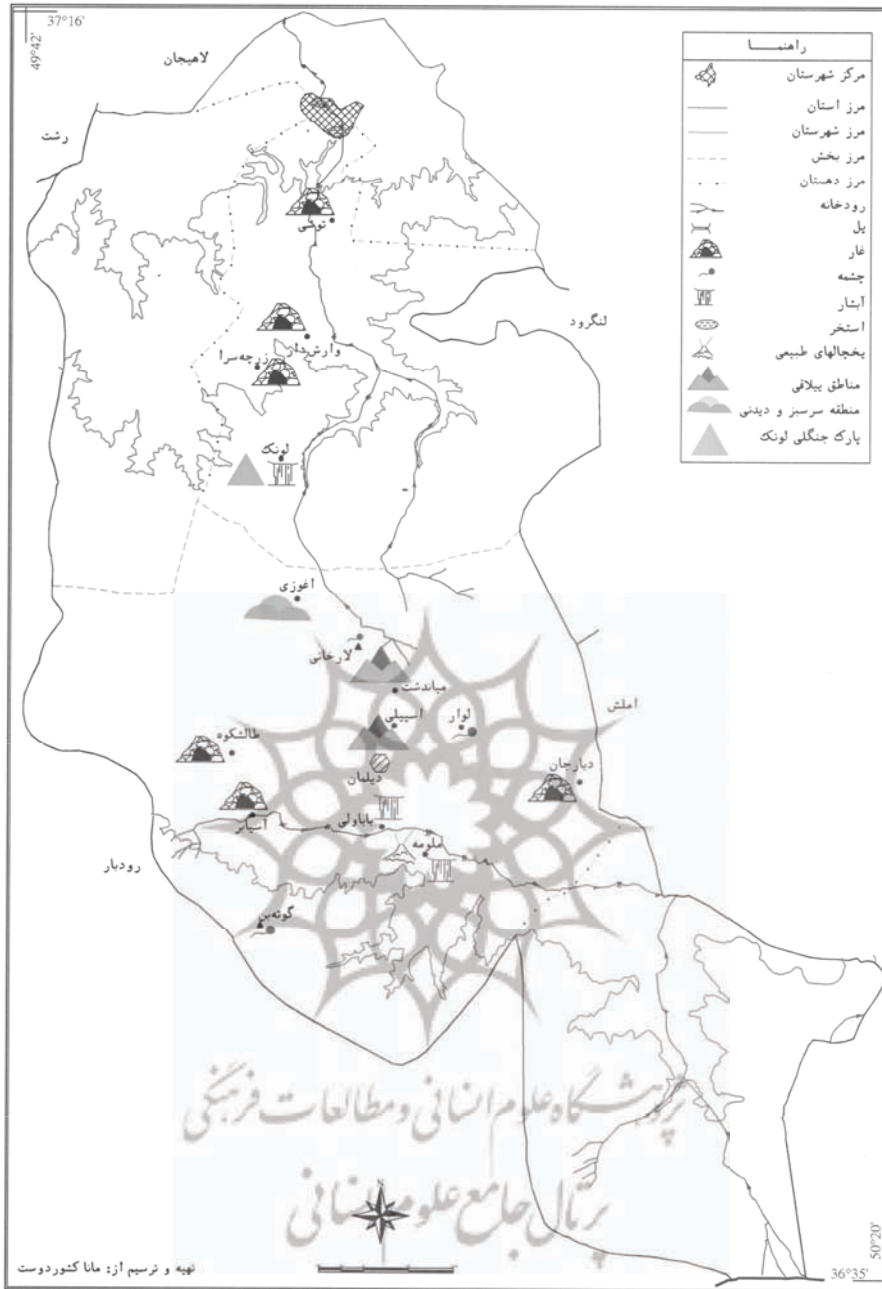 37°16'
49°42'
لاهیجان
رشت
راهنمـــا
مرکز شهرستان
مرز استان
مرز شهرستان
مرز بخش
مرز دهستان
رودخانه
پل
غار
چشمه
آبشار
استخر
یخچالهای طبیعی
مناطق ییلاقی
منطقه سرسبز و دیدنی
پارک جنگلی لونک
توتکی
لنگرود
وارش‌دار
زرچه‌سرا
لونک
اغوزی
لارخانی
میاندشت
املش
اسپیلی
لوار
طالشکوه
دیلمان
دیارجان
باباولی
آسیابر
ملومه
رودبار
گوته‌بن
پژوهشگاه علوم انسانی و مطالعات فرهنگی
پرتال جامع علوم انسانی
تهیه و ترسیم از: مانا کشوردوست
36°35'
50°20'